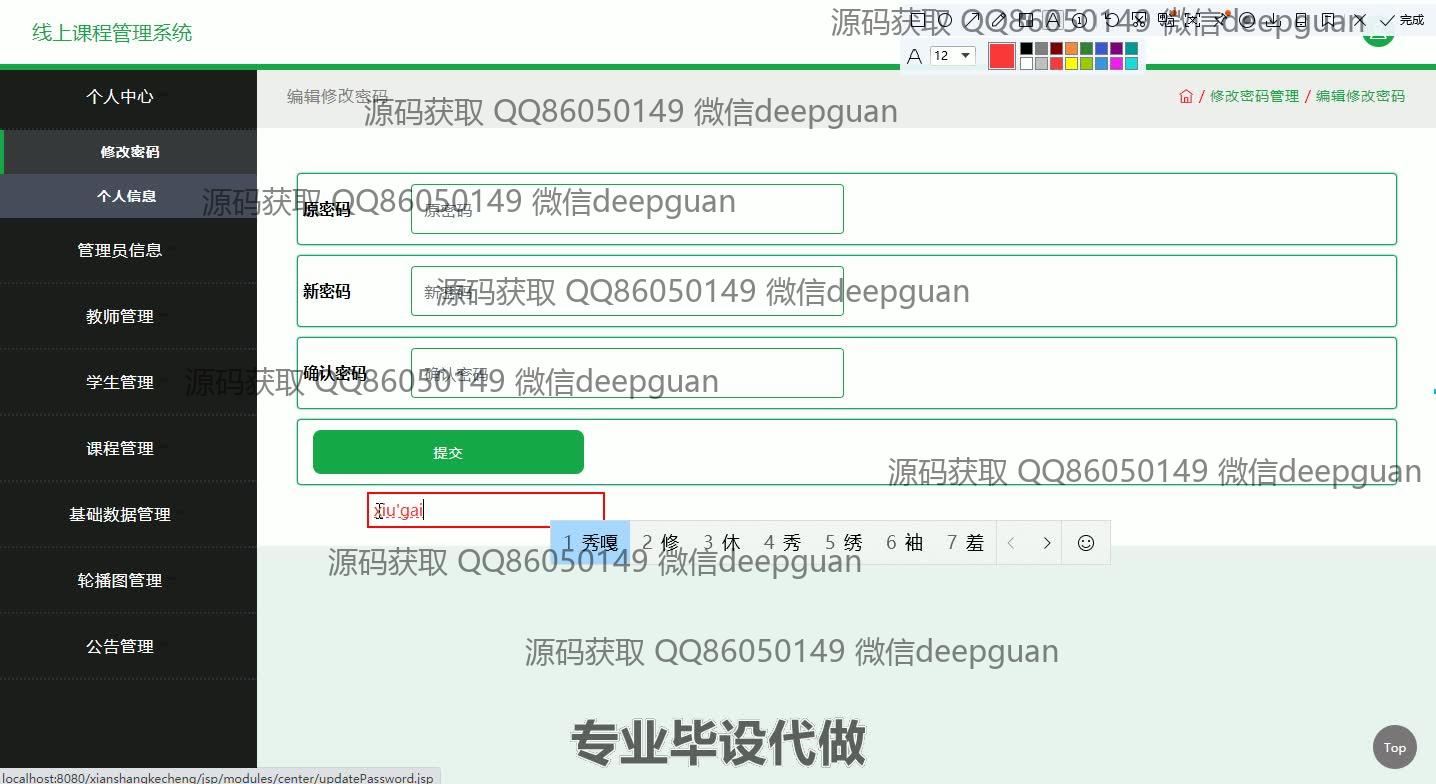 线上课程管理系统
源码获取 QQ86050149 微信deepguan
完成
12
个人中心
编辑修改密码
源码获取 QQ86050149 微信deepguan
/ 修改密码管理 / 编辑修改密码
修改密码
个人信息
源码获取 QQ86050149 微信deepguan
原密码
原密码
管理员信息
新密码
新密码
源码获取 QQ86050149 微信deepguan
教师管理
确认密码
确认密码
学生管理
源码获取 QQ86050149 微信deepguan
课程管理
提交
源码获取 QQ86050149 微信deepguan
基础数据管理
xiu'gai
1 秀嘎 2 修 3 休 4 秀 5 绣 6 袖 7 羞
源码获取 QQ86050149 微信deepguan
轮播图管理
公告管理
源码获取 QQ86050149 微信deepguan
专业毕设代做
Top
localhost:8080/xianshangkecheng/jsp/modules/center/updatePassword.jsp